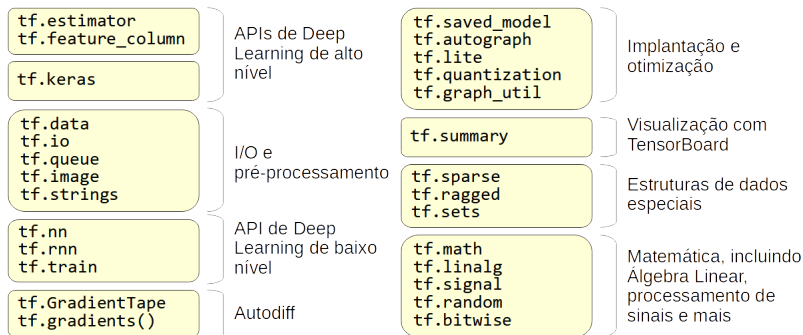 tf.estimator
tf.feature_column
tf.keras
APIs de Deep
Learning de alto
nível
tf.data
tf.io
tf.queue
tf.image
tf.strings
I/O e
pré-processamento
tf.nn
tf.rnn
tf.train
API de Deep
Learning de baixo
nível
tf.GradientTape
tf.gradients()
Autodiff
tf.saved_model
tf.autograph
tf.lite
tf.quantization
tf.graph_util
Implantação e
otimização
tf.summary
Visualização com
TensorBoard
tf.sparse
tf.ragged
tf.sets
Estruturas de dados
especiais
tf.math
tf.linalg
tf.signal
tf.random
tf.bitwise
Matemática, incluindo
Álgebra Linear,
processamento de
sinais e mais